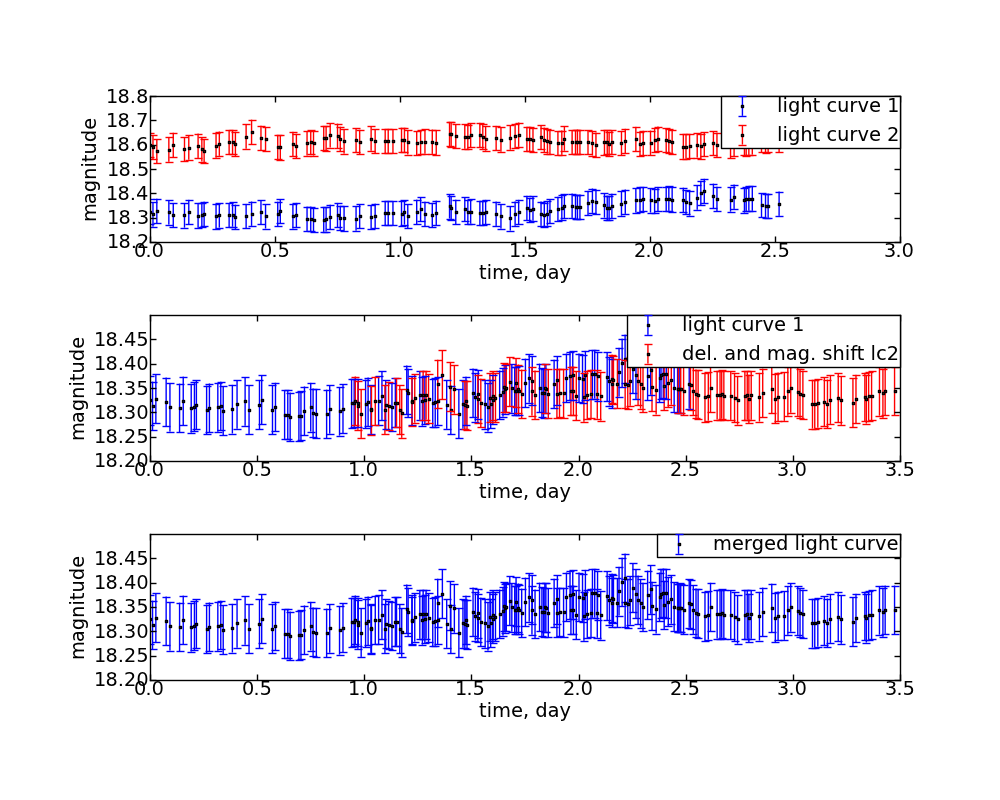 18.8
18.7
18.6
18.5
18.4
18.3
18.2
magnitude
light curve 1
light curve 2
0.0 0.5 1.0 1.5 2.0 2.5 3.0
time, day
18.45
18.40
18.35
18.30
18.25
18.20
magnitude
light curve 1
del. and mag. shift lc2
0.0 0.5 1.0 1.5 2.0 2.5 3.0 3.5
time, day
18.45
18.40
18.35
18.30
18.25
18.20
magnitude
merged light curve
0.0 0.5 1.0 1.5 2.0 2.5 3.0 3.5
time, day